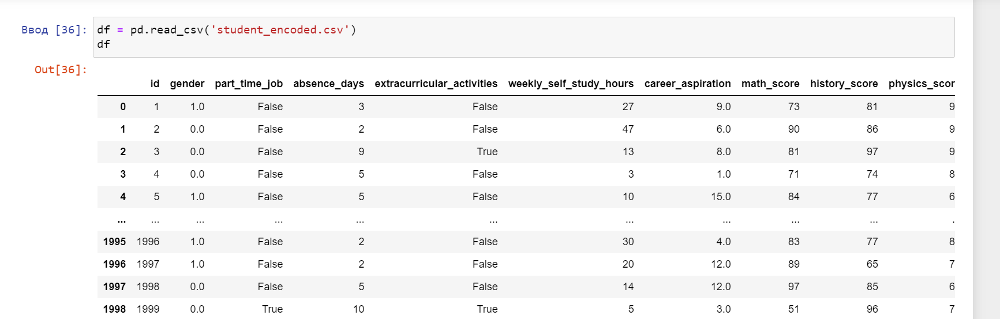 Ввод [36]: df = pd.read_csv('student_encoded.csv')
df
Out[36]:
id gender part_time_job absence_days extracurricular_activities weekly_self_study_hours career_aspiration math_score history_score physics_scor
0 1 1.0 False 3 False 27 9.0 73 81 9
1 2 0.0 False 2 False 47 6.0 90 86 9
2 3 0.0 False 9 True 13 8.0 81 97 9
3 4 0.0 False 5 False 3 1.0 71 74 8
4 5 1.0 False 5 False 10 15.0 84 77 6
... ... ... ... ... ... ... ... ... ... .
1995 1996 1.0 False 2 False 30 4.0 83 77 8
1996 1997 1.0 False 2 False 20 12.0 89 65 7
1997 1998 0.0 False 5 False 14 12.0 97 85 6
1998 1999 0.0 True 10 True 5 3.0 51 96 7